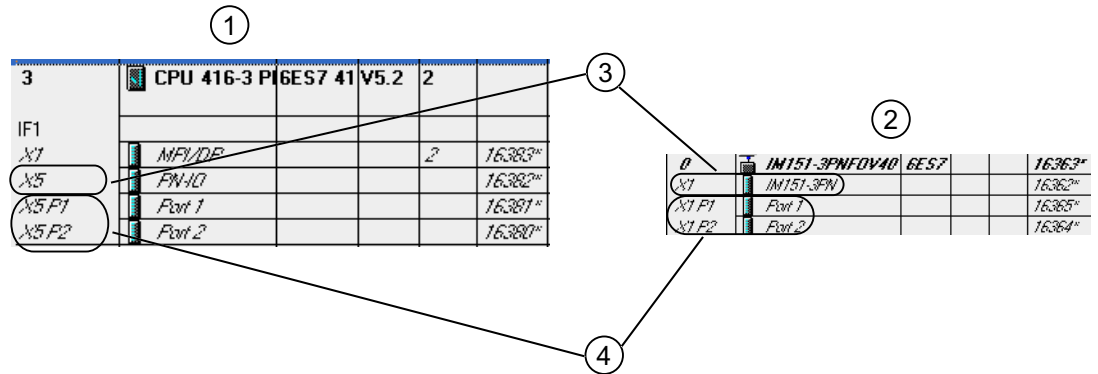 1
3 CPU 416-3 P 6ES7 41 V5.2 2
IF1
X1 MPI/DP 2 16383*
X5 PN-IO 16382*
X5 P1 Port 1 16381*
X5 P2 Port 2 16380*
3
2
0 IM151-3PNFOV40 6ES7 16363*
X1 IM151-3PN 16362*
X1 P1 Port 1 16365*
X1 P2 Port 2 16364*
4